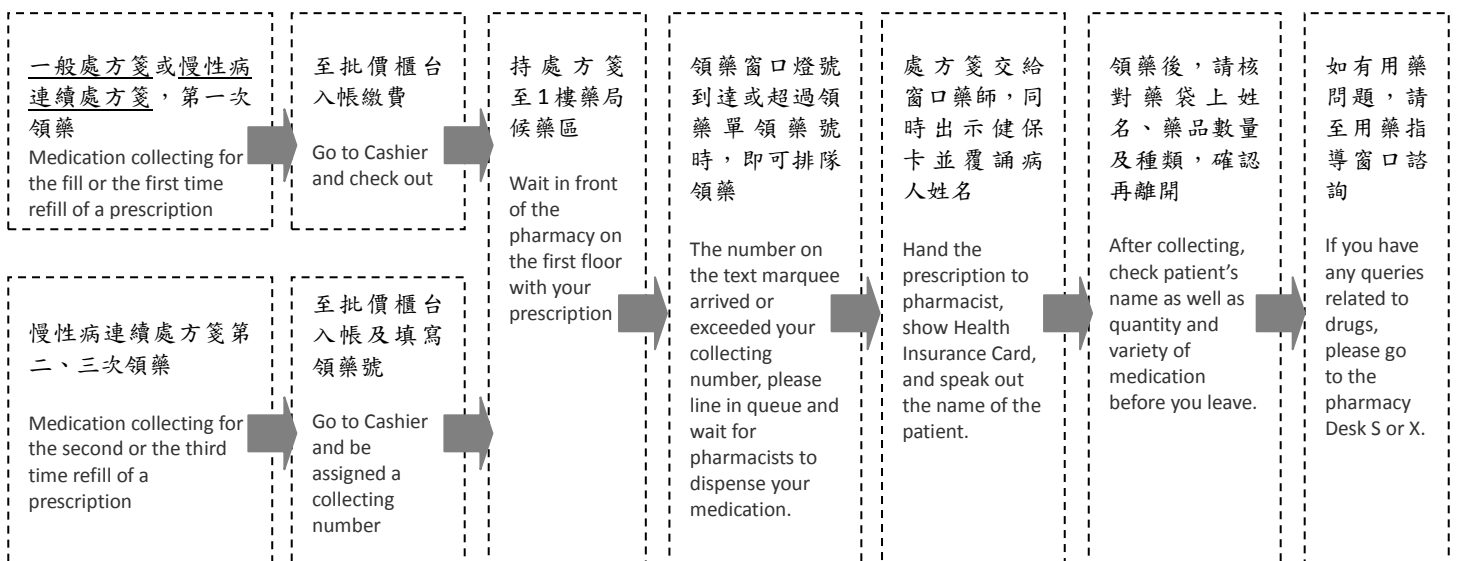 一般處方箋或慢性病
連續處方箋，第一次
領藥
Medication collecting for
the fill or the first time
refill of a prescription
至批價櫃台
入帳繳費
Go to Cashier
and check out
慢性病連續處方箋第
二、三次領藥
Medication collecting for
the second or the third
time refill of a
prescription
至批價櫃台
入帳及填寫
領藥號
Go to Cashier
and be
assigned a
collecting
number
持處方箋
至1樓藥局
候藥區
Wait in front
of the
pharmacy on
the first floor
with your
prescription
領藥窗口燈號
到達或超過領
藥單領藥號
時，即可排隊
領藥
The number on
the text marquee
arrived or
exceeded your
collecting
number, please
line in queue and
wait for
pharmacists to
dispense your
medication.
處方箋交給
窗口藥師，同
時出示健保
卡並覆誦病
人姓名
Hand the
prescription to
pharmacist,
show Health
Insurance Card,
and speak out
the name of the
patient.
領藥後，請核
對藥袋上姓
名、藥品數量
及種類，確認
再離開
After collecting,
check patient’s
name as well as
quantity and
variety of
medication
before you leave.
如有用藥
問題，請
至用藥指
導窗口諮
詢
If you have
any queries
related to
drugs,
please go
to the
pharmacy
Desk S or X.